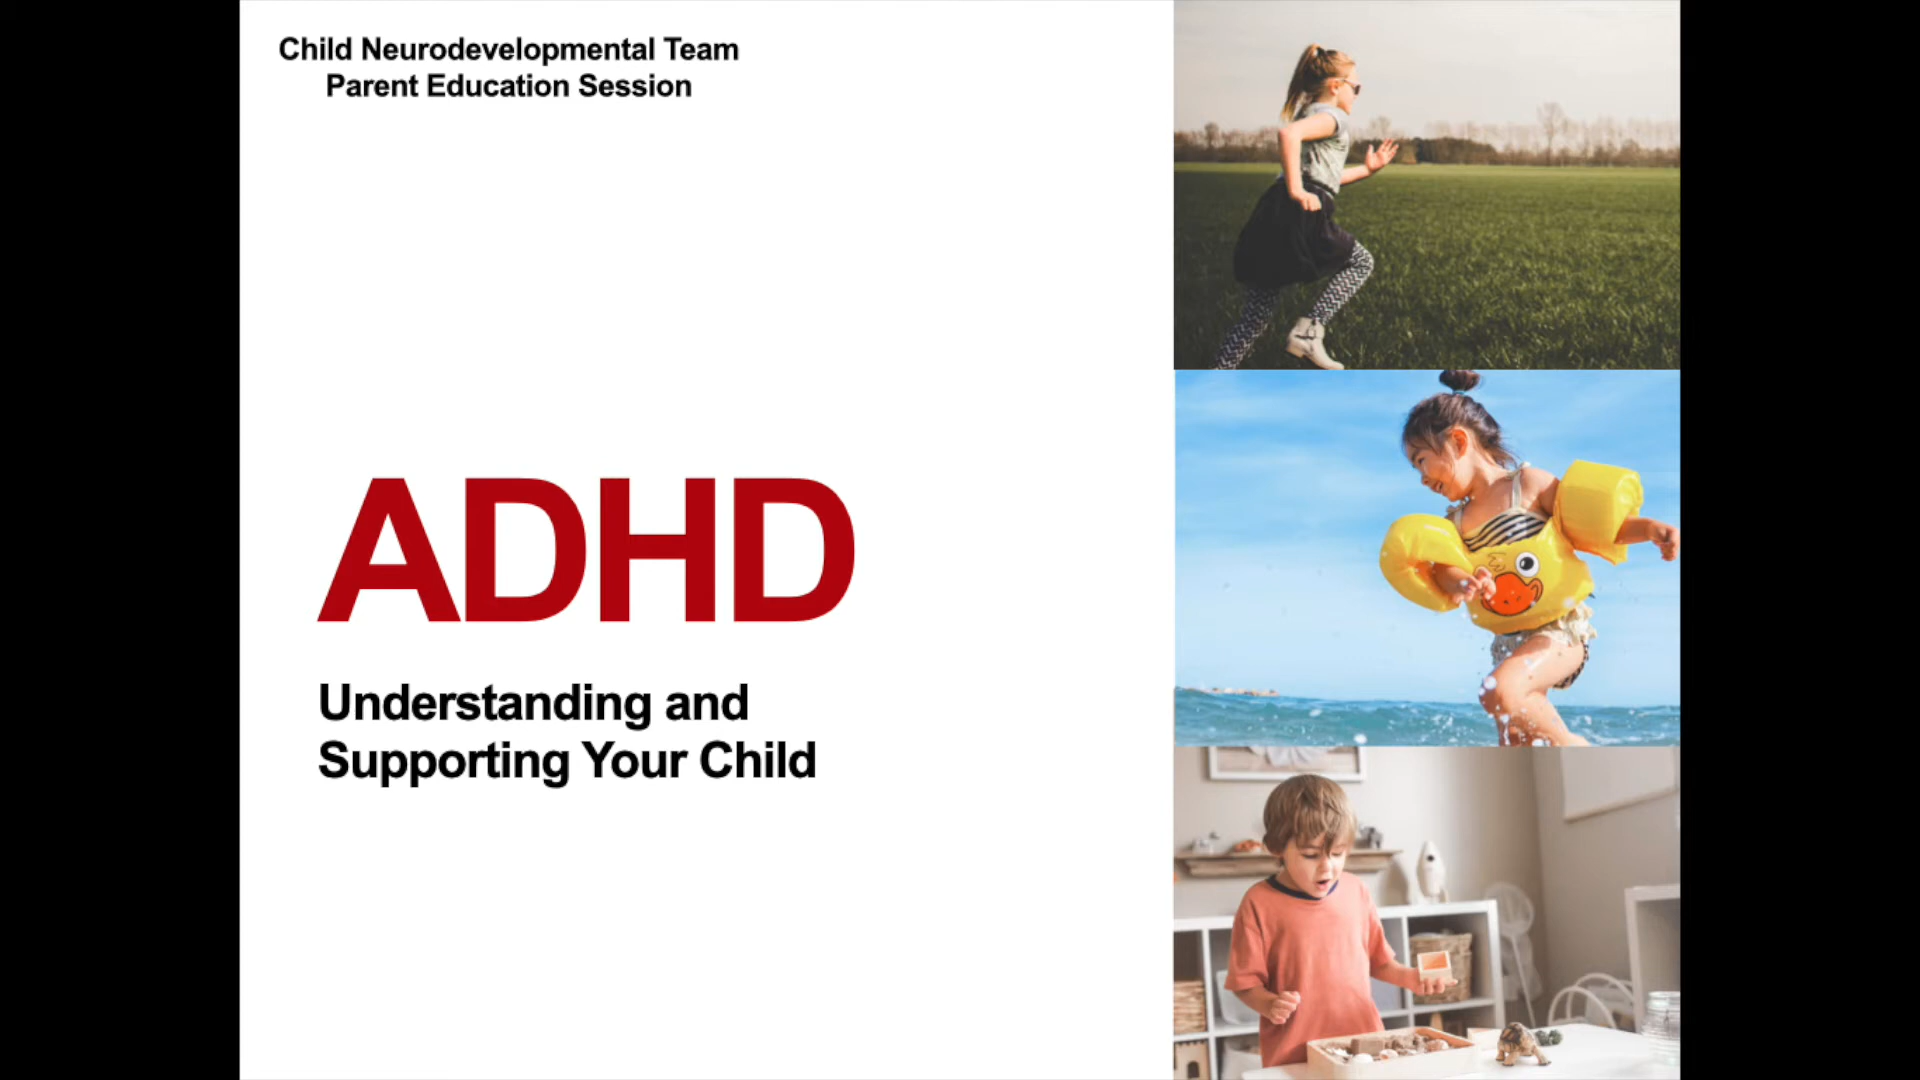 Child Neurodevelopmental Team
Parent Education Session
ADHD
Understanding and
Supporting Your Child